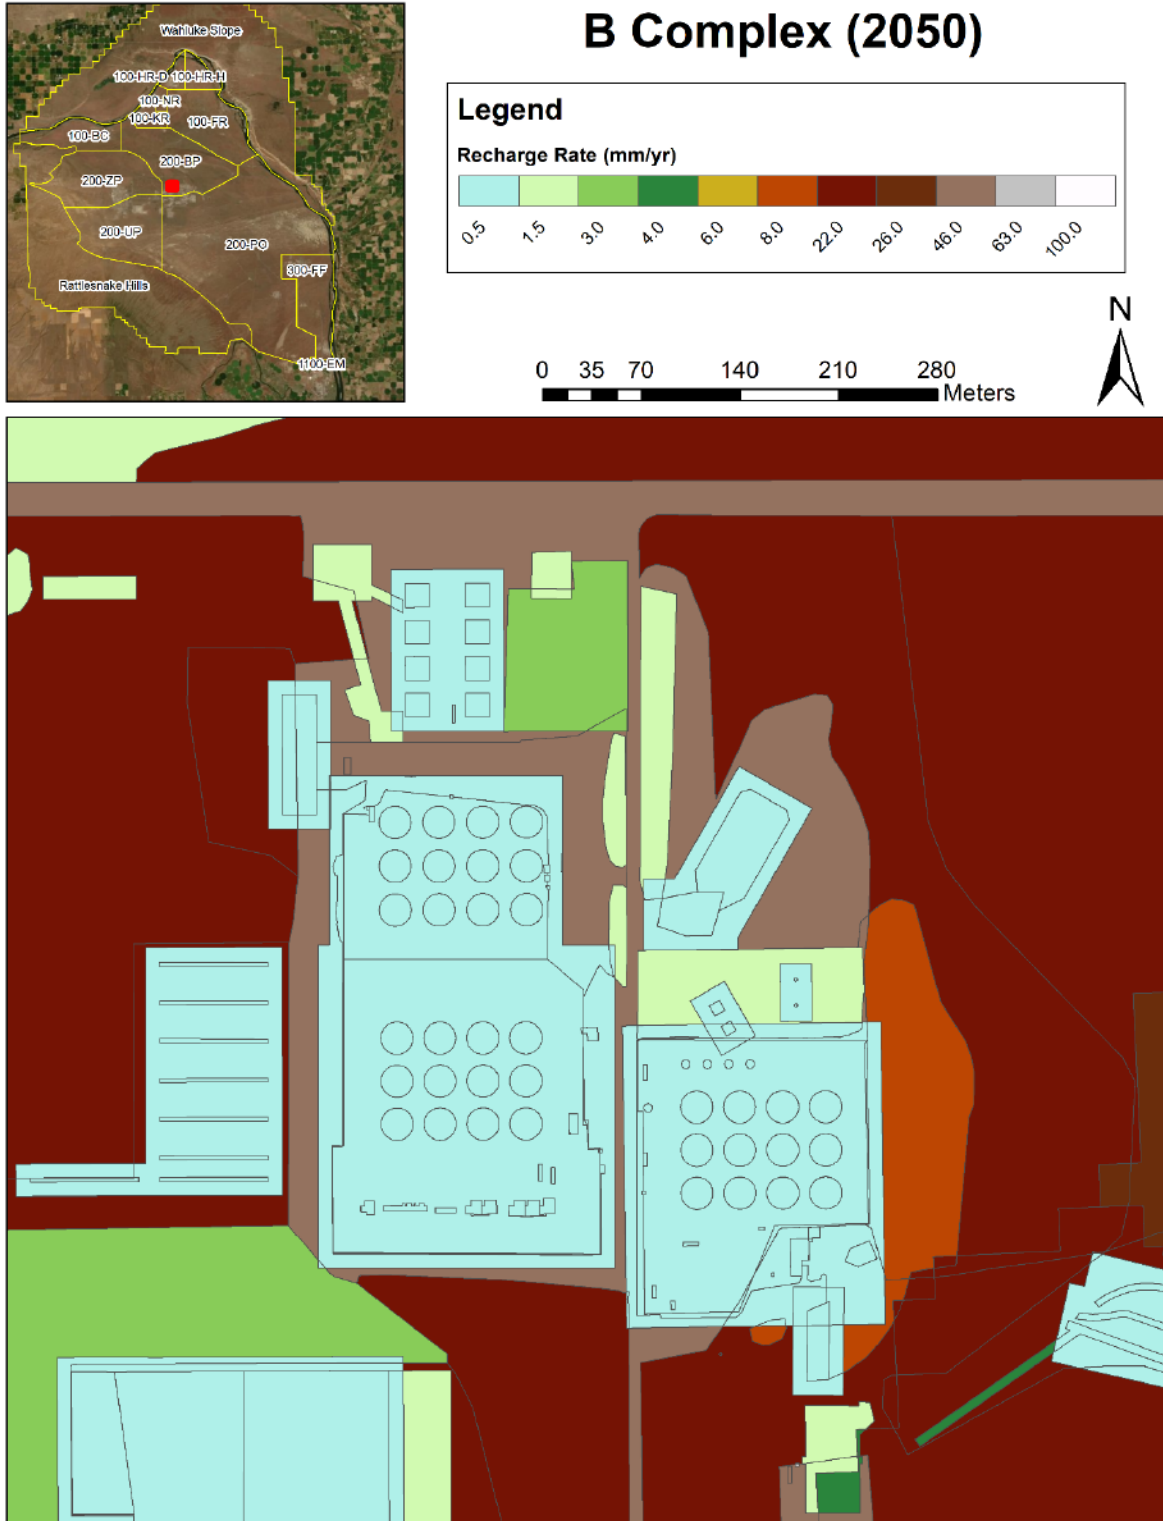 B Complex (2050)
Wahluke Slope
100-HR-D
100-HR-H
100-NR
100-KR
100-FR
100-BC
200-BP
200-ZP
200-UP
200-PO
300-FF
Rattlesnake Hills
1100-EM
Legend
Recharge Rate (mm/yr)
0.5
1.5
3.0
4.0
6.0
8.0
22.0
26.0
46.0
63.0
100.0
N
0 35 70 140 210 280
Meters